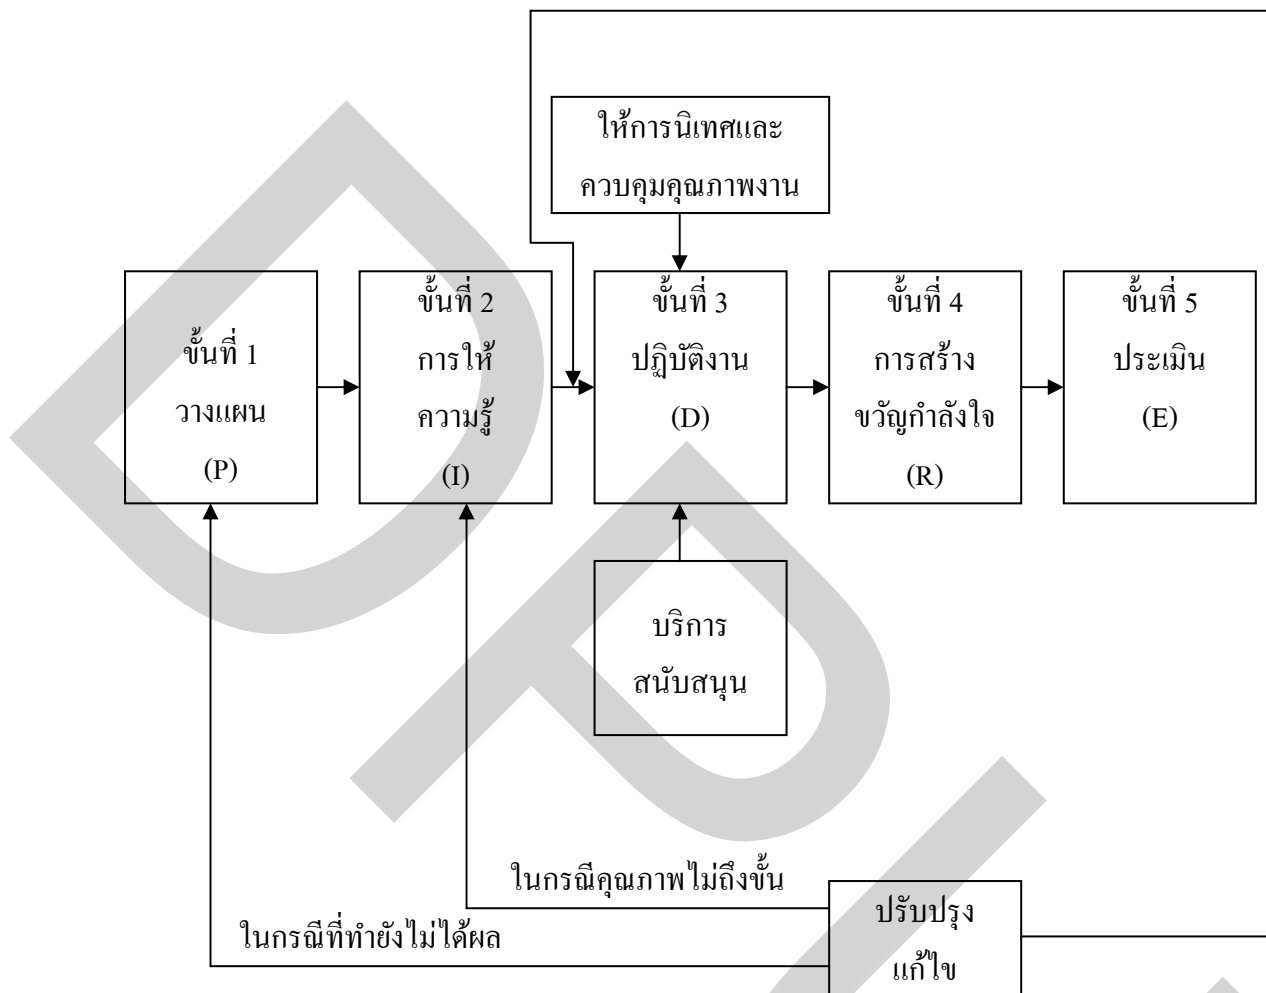 ให้การนิเทศและ
ควบคุมคุณภาพงาน
ขั้นที่ 1
วางแผน
(P)
ขั้นที่ 2
การให้
ความรู้
(I)
ขั้นที่ 3
ปฏิบัติงาน
(D)
ขั้นที่ 4
การสร้าง
ขวัญกำลังใจ
(R)
ขั้นที่ 5
ประเมิน
(E)
บริการ
สนับสนุน
ในกรณีคุณภาพไม่ถึงขั้น
ในกรณีที่ทำยังไม่ได้ผล
ปรับปรุง
แก้ไข